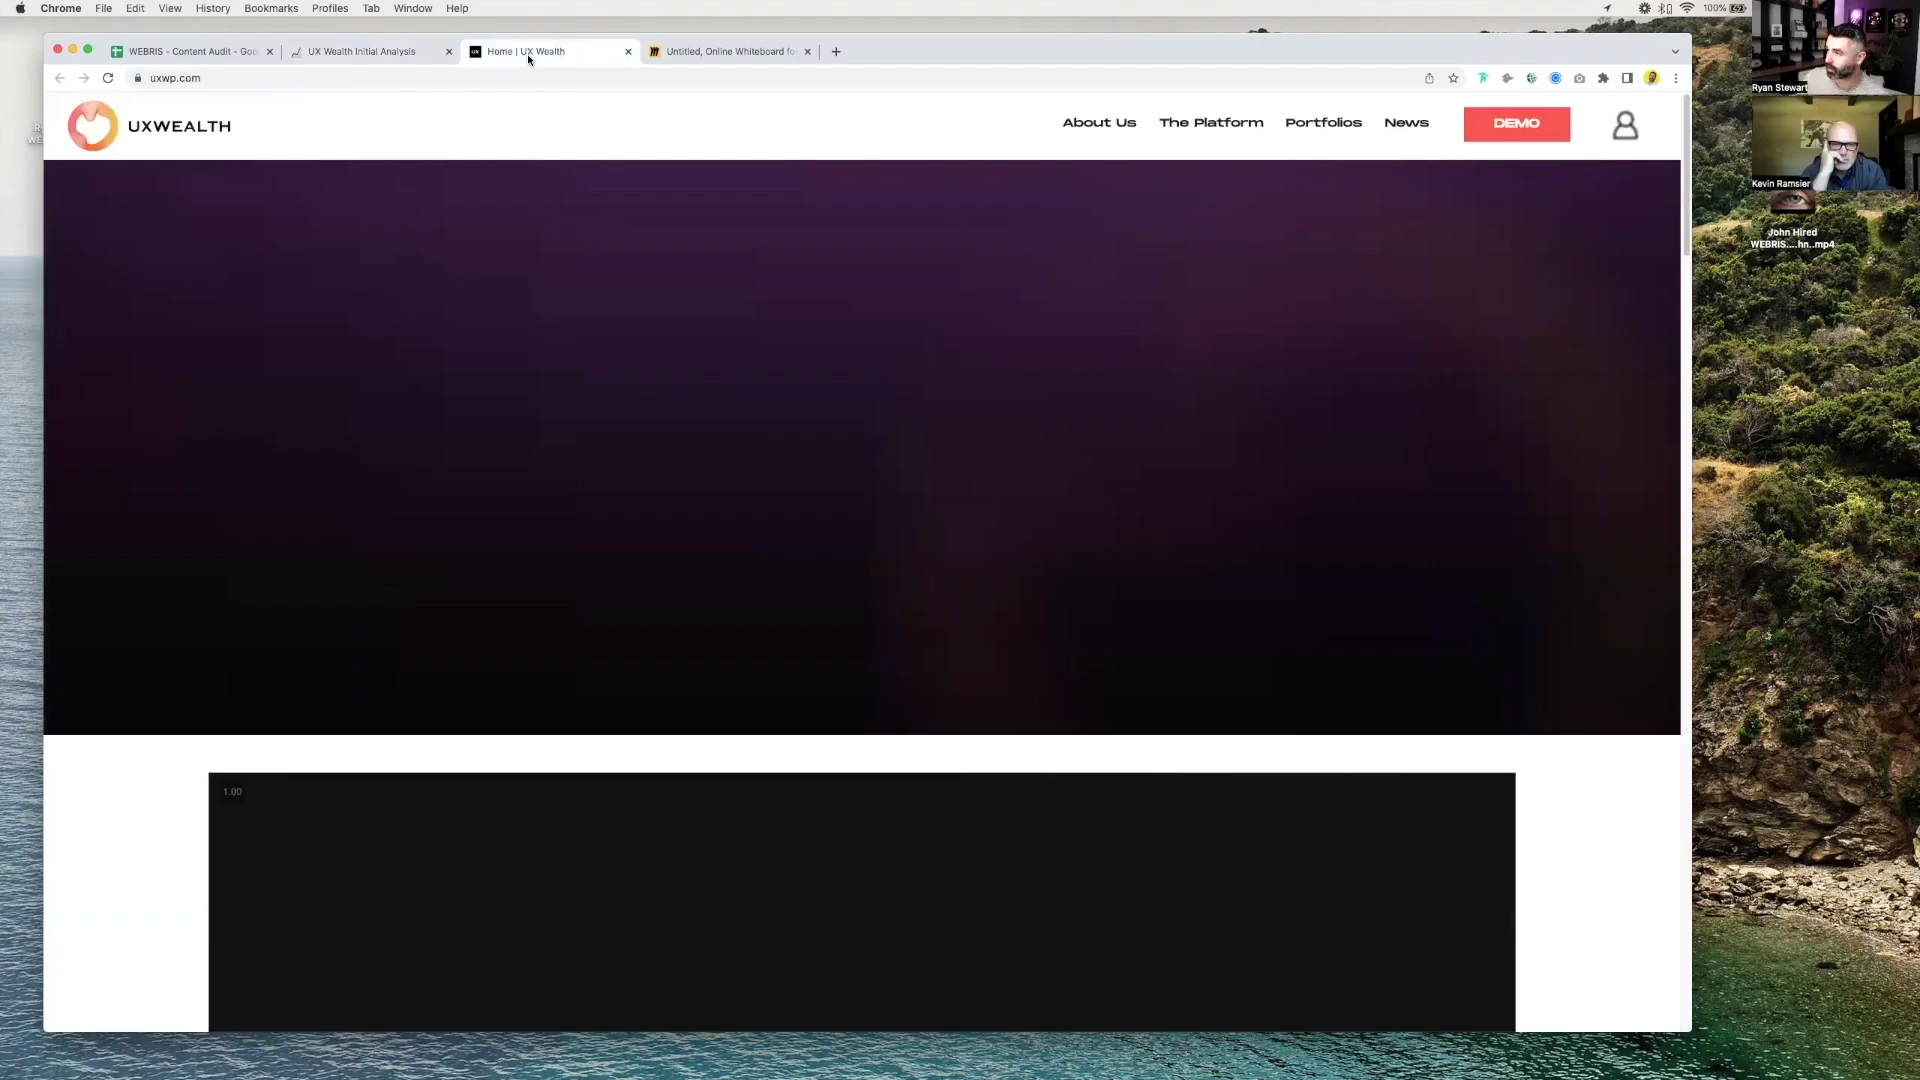 Chrome File Edit View History Bookmarks Profiles Tab Window Help
100%
WEBRIS - Content Audit - Goo
UX Wealth Initial Analysis
Home | UX Wealth
Untitled, Online Whiteboard fo
uxwp.com
UXWEALTH
About Us The Platform Portfolios News DEMO
1.00
Ryan Stewart
Kevin Ramsier
John Hired
WEBRIS....hn..mp4